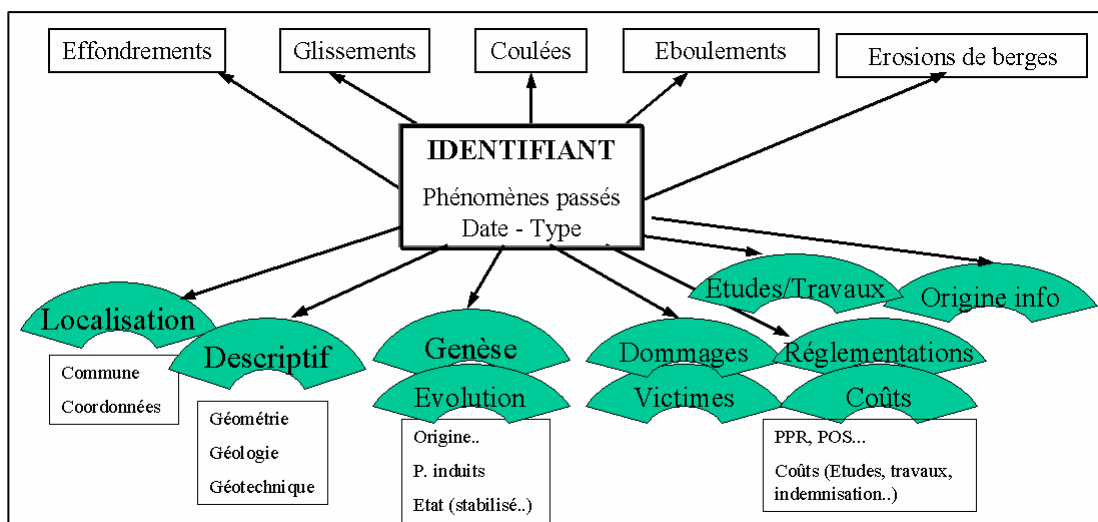 Effondrements
Glissements
Coulées
Eboulements
Erosions de berges
IDENTIFIANT
Phénomènes passés
Date - Type
Etudes/Travaux
Origine info
Localisation
Commune
Coordonnées
Descriptif
Géométrie
Géologie
Géotechnique
Genèse
Evolution
Origine..
P. induits
Etat (stabilisé..)
Dommages
Victimes
Réglementations
Coûts
PPR, POS...
Coûts (Etudes, travaux,
indemnisation..)